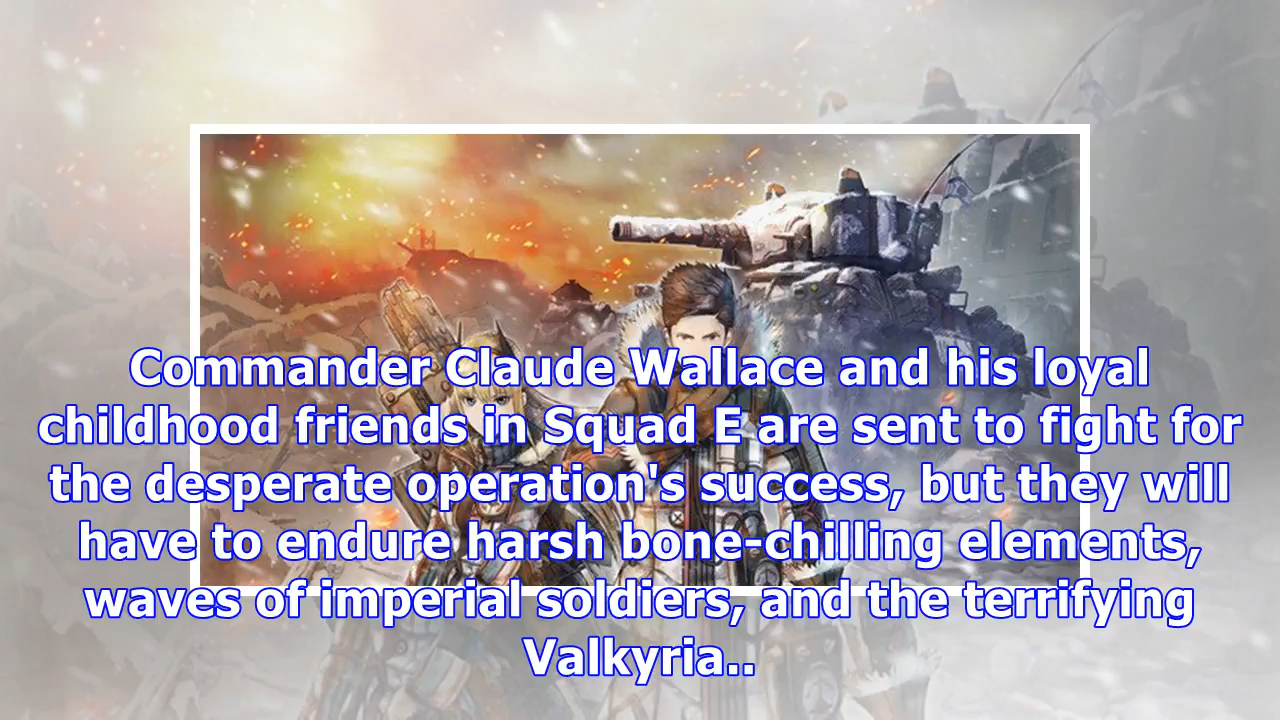 Commander Claude Wallace and his loyal
childhood friends in Squad E are sent to fight for
the desperate operation's success, but they will
have to endure harsh bone-chilling elements,
waves of imperial soldiers, and the terrifying
Valkyria..